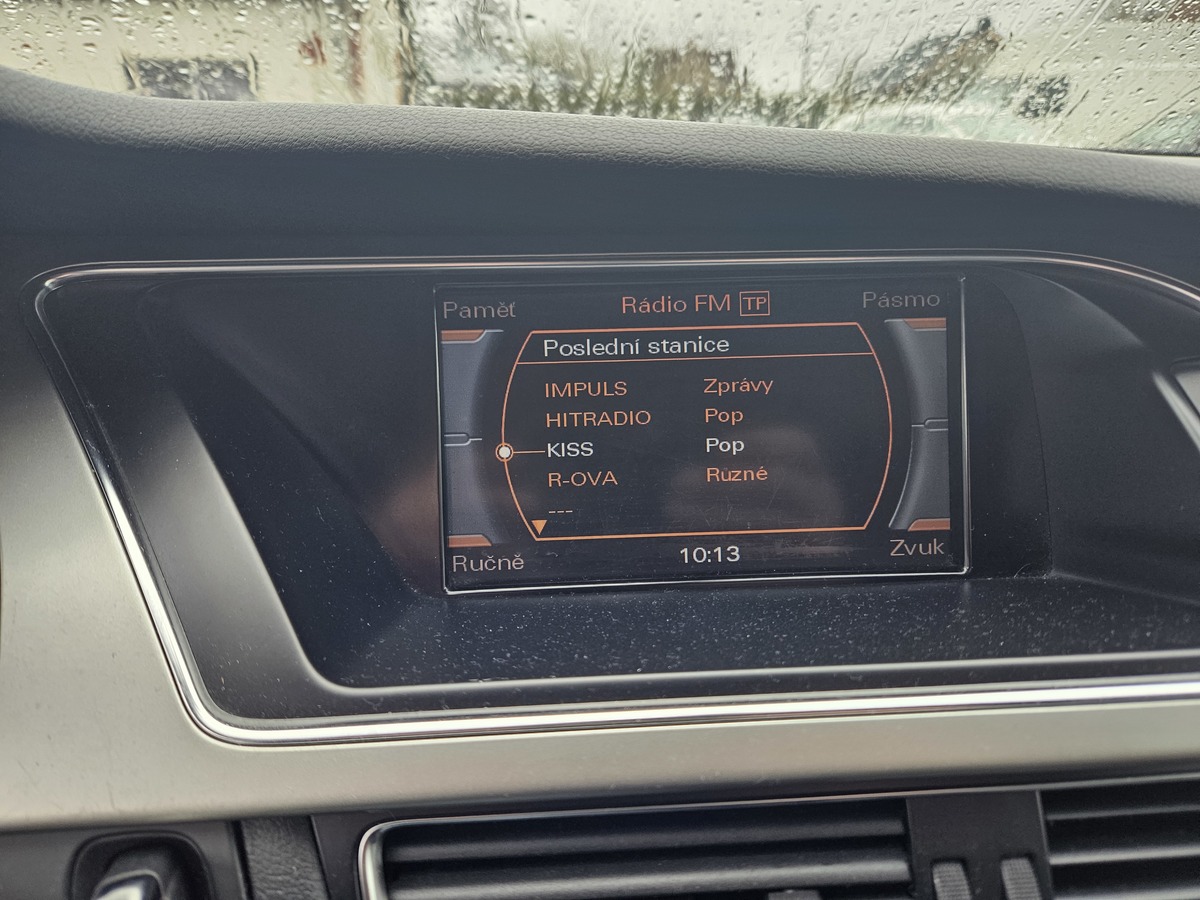 Paměť Rádio FM TP Pásmo
Poslední stanice
IMPULS Zprávy
HITRADIO Pop
KISS Pop
R-OVA Různé
---
Ručně 10:13 Zvuk